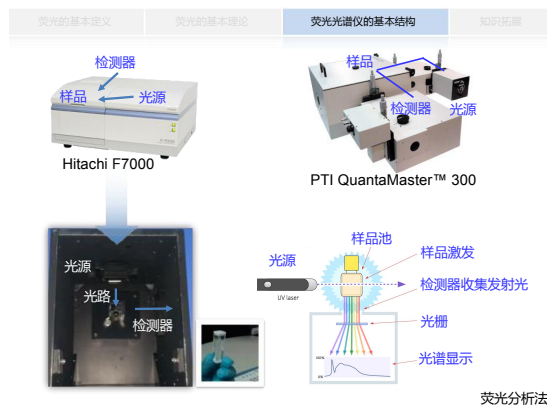 荧光的基本定义
荧光的基本理论
荧光光谱仪的基本结构
知识拓展
检测器
样品
光源
Hitachi F7000
样品
检测器
光源
PTI QuantaMaster™ 300
光源
光路
检测器
样品池
光源
样品激发
UV laser
检测器收集发射光
光栅
100%
0%
光谱显示
荧光分析法